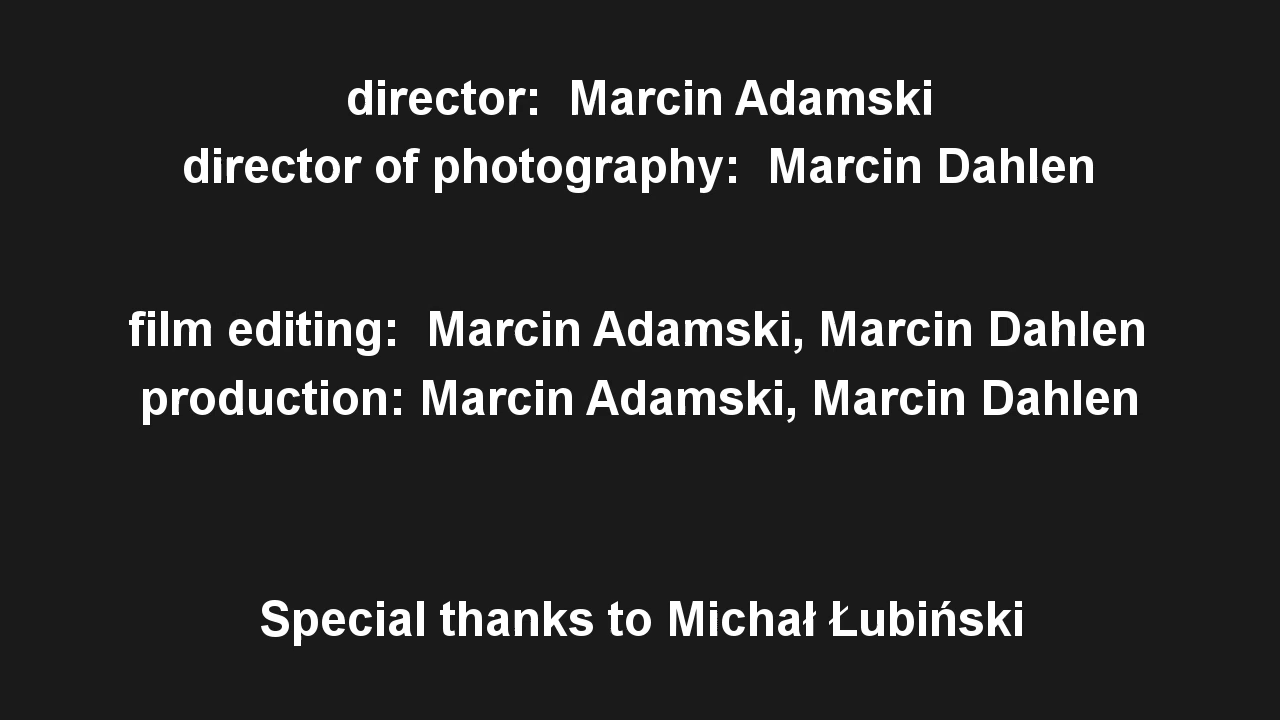 director:  Marcin Adamski
director of photography:  Marcin Dahlen
film editing:  Marcin Adamski, Marcin Dahlen
production: Marcin Adamski, Marcin Dahlen
Special thanks to Michał Łubiński